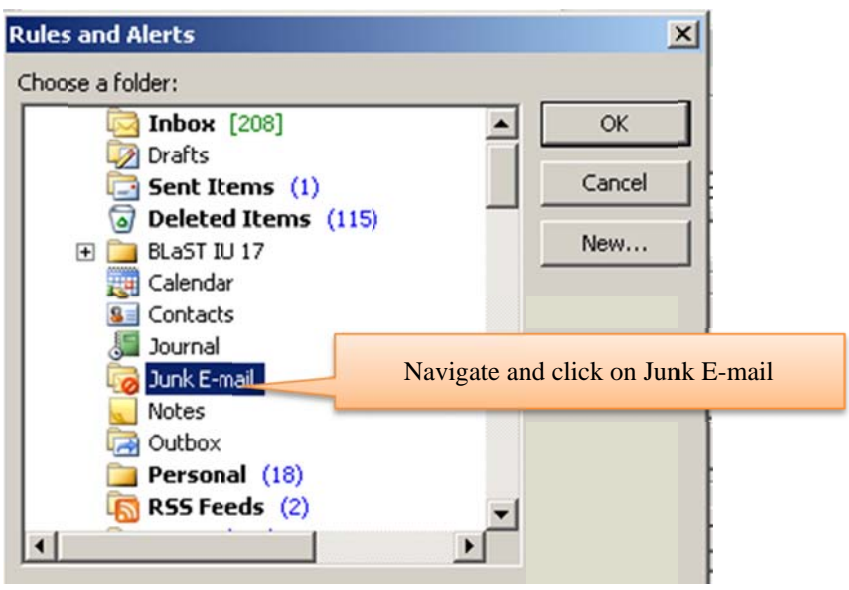 Rules and Alerts
Choose a folder:
Inbox [208]
Drafts
Sent Items (1)
Deleted Items (115)
BLaST IU 17
Calendar
Contacts
Journal
Junk E-mail
Notes
Outbox
Personal (18)
RSS Feeds (2)
OK
Cancel
New...
Navigate and click on Junk E-mail